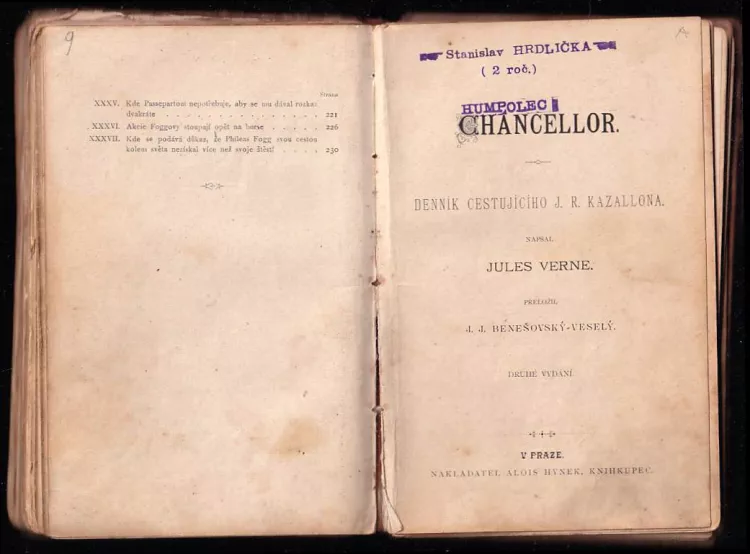 9
Strana
XXXV. Kde Passepartout nepotřebuje, aby se mu dával rozkaz
dvakráte . . . . . . . . . . . . . . 221
XXXVI. Akcie Foggovy stoupají opět na burse . . . . . 226
XXXVII. Kde se podává důkaz, že Phileas Fogg svou cestou
kolem světa nezískal více než svoje štěstí . . . . 230
A
Stanislav HRDLIČKA
( 2 roč.)
HUMPOLEC
CHANCELLOR.
DENNÍK CESTUJÍCÍHO J. R. KAZALLONA.
NAPSAL
JULES VERNE.
PŘELOŽIL
J. J. BENEŠOVSKÝ-VESELÝ.
DRUHÉ VYDÁNÍ.
V PRAZE.
NAKLADATEL ALOIS HYNEK, KNIHKUPEC.